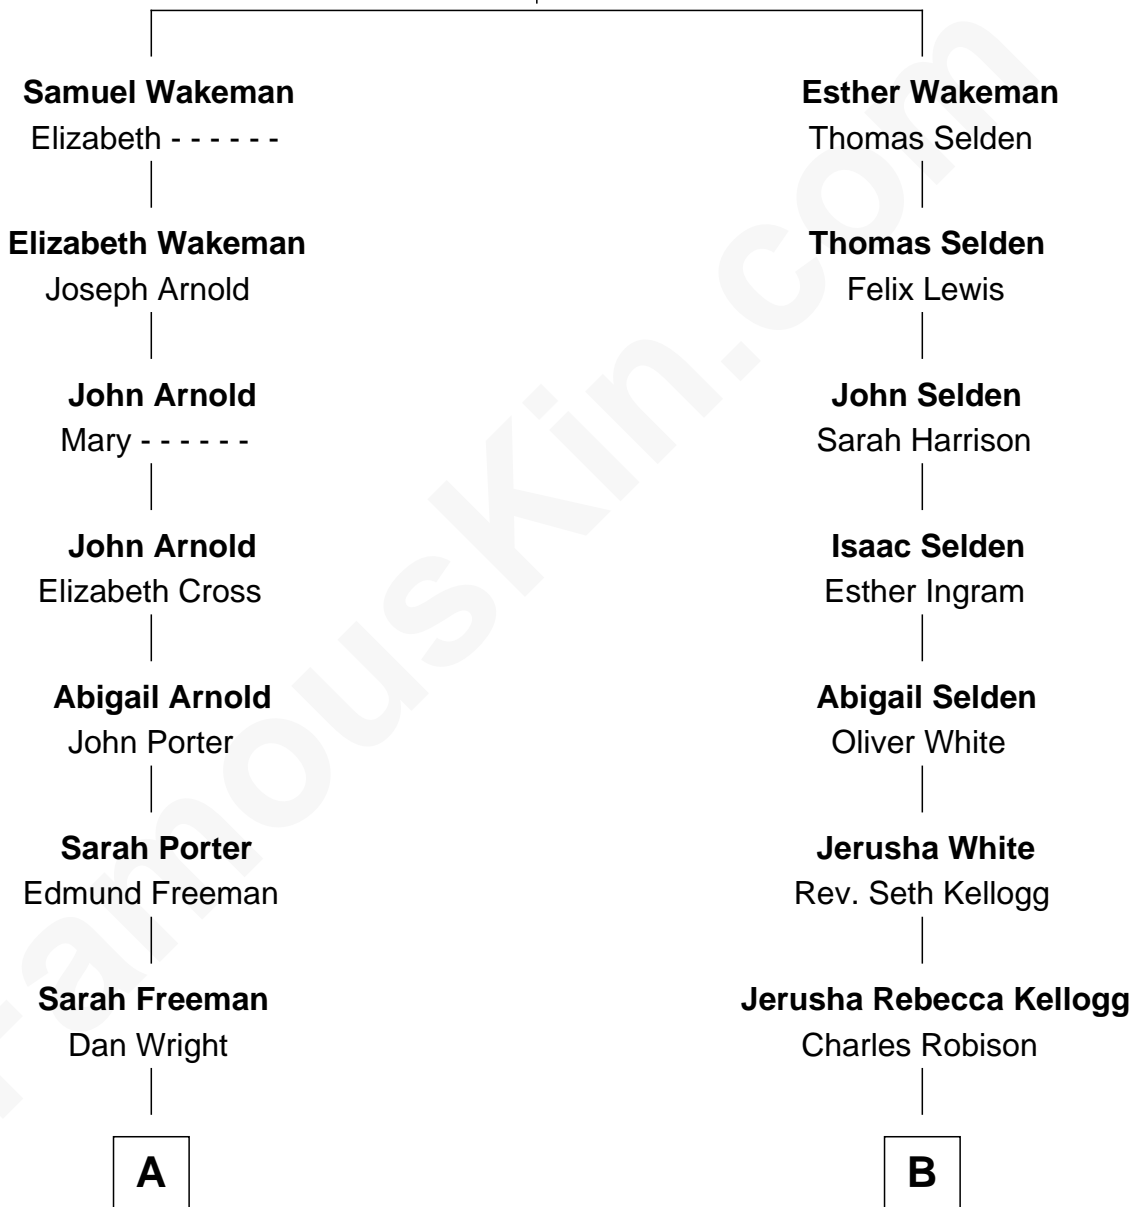 Samuel Wakeman
Elizabeth - - - - - -
Elizabeth Wakeman
Joseph Arnold
John Arnold
Mary - - - - - -
John Arnold
Elizabeth Cross
Abigail Arnold
John Porter
Sarah Porter
Edmund Freeman
Sarah Freeman
Dan Wright
A
Esther Wakeman
Thomas Selden
Thomas Selden
Felix Lewis
John Selden
Sarah Harrison
Isaac Selden
Esther Ingram
Abigail Selden
Oliver White
Jerusha White
Rev. Seth Kellogg
Jerusha Rebecca Kellogg
Charles Robison
B
FamousKin.com